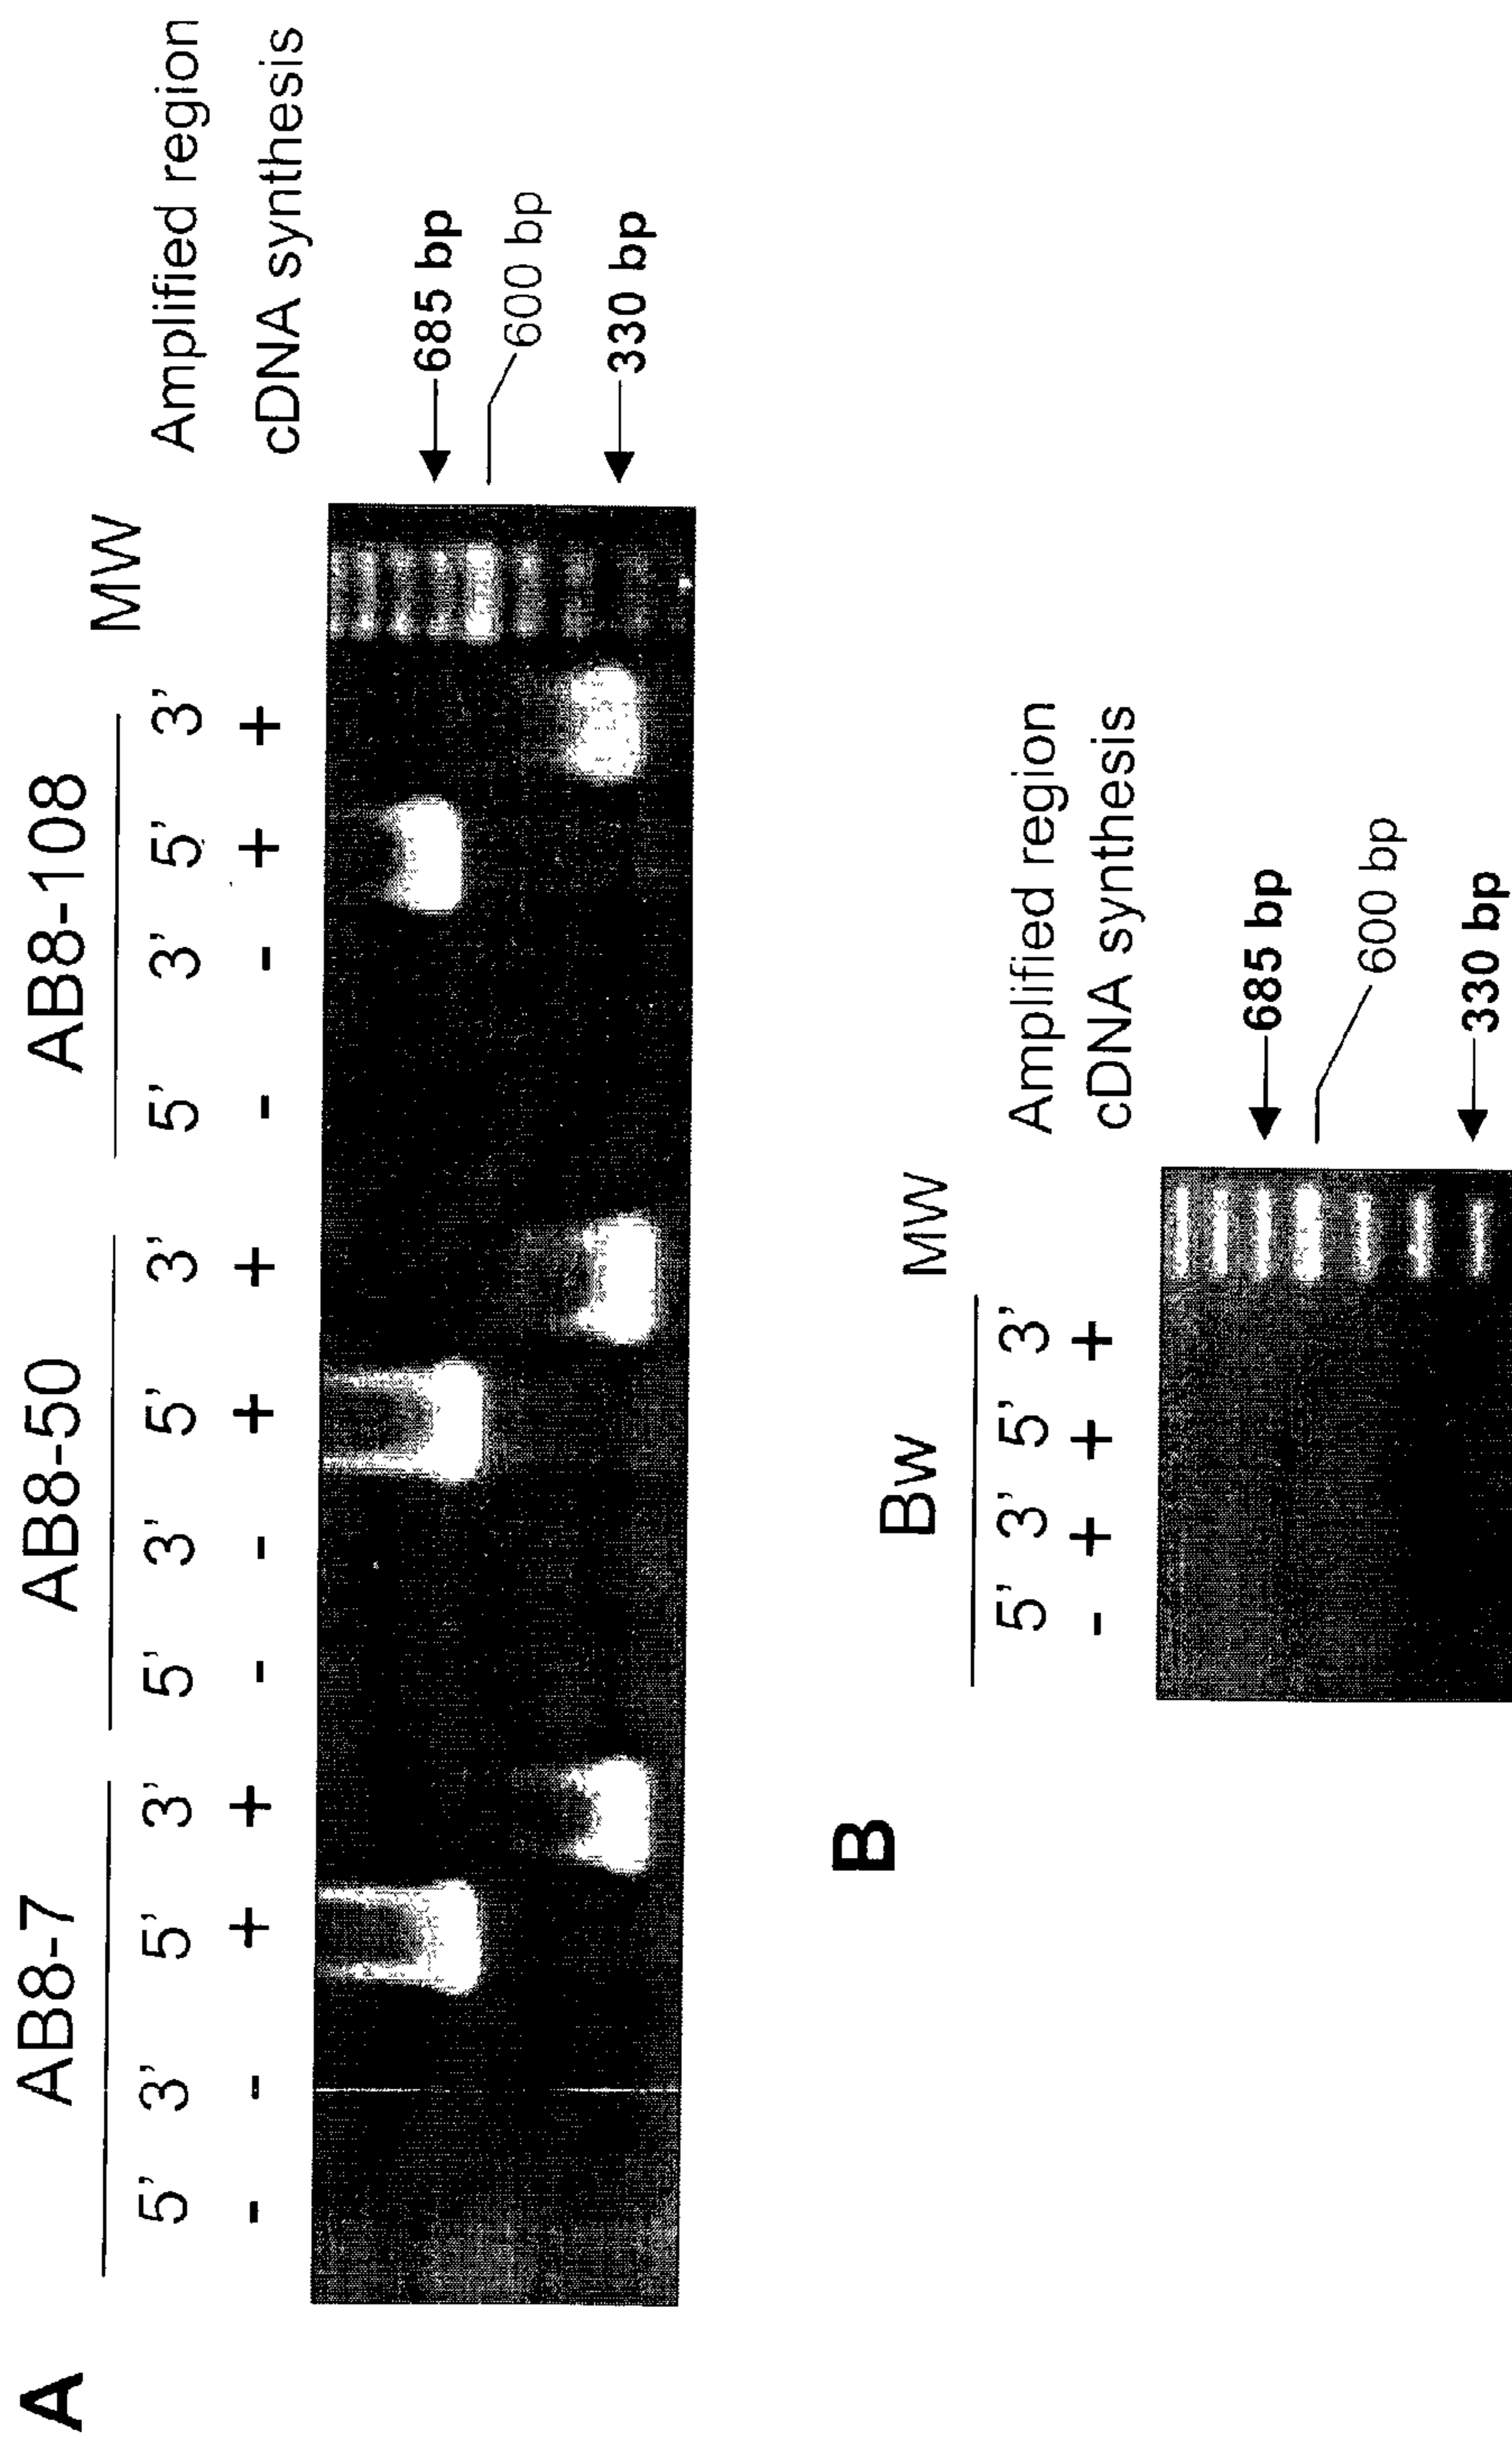 A
AB8-7 AB8-50 AB8-108 MW
5' 3' 5' 3' 5' 3' 5' 3' 5' 3' 5' 3' Amplified region
- - + + - - + + - - + + cDNA synthesis
685 bp
600 bp
330 bp
B
Bw MW
5' 3' 5' 3' Amplified region
- + + + cDNA synthesis
685 bp
600 bp
330 bp